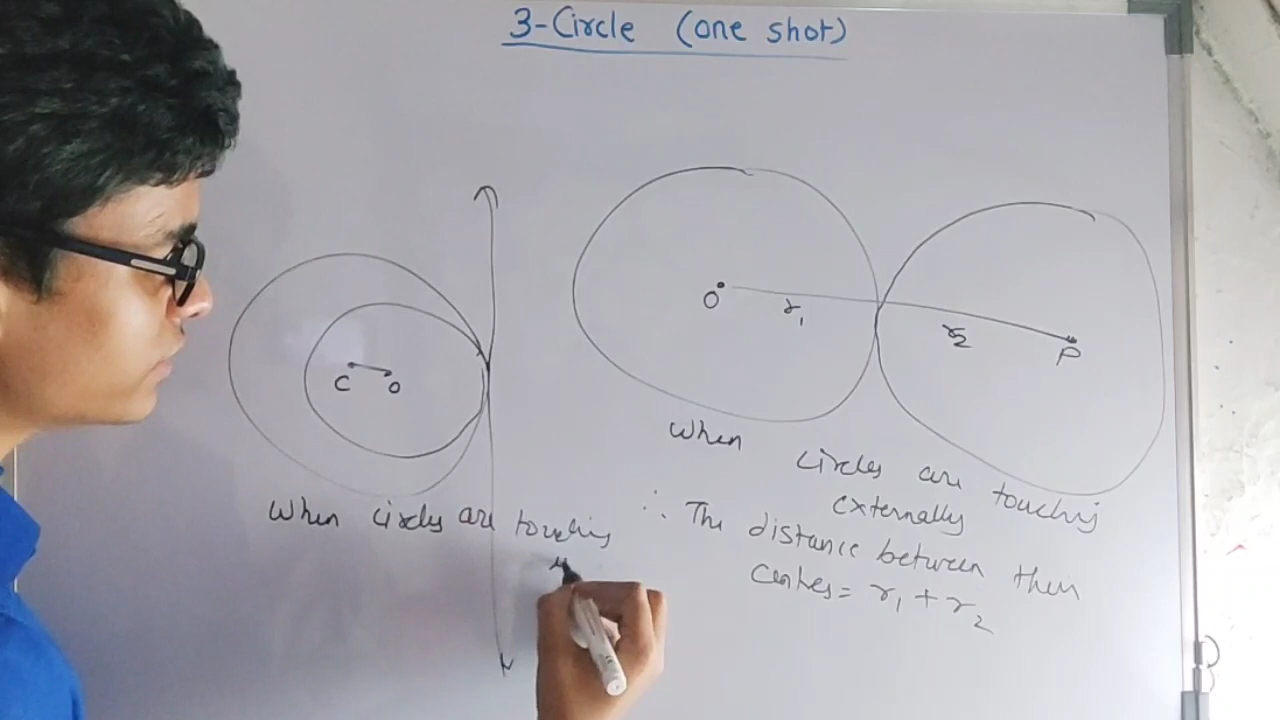 3-Circle (one shot)
C
O
O
r₁
r₂
P
When circles are touching
When circles are touching
externally
∴ The distance between their
Centres = r₁ + r₂